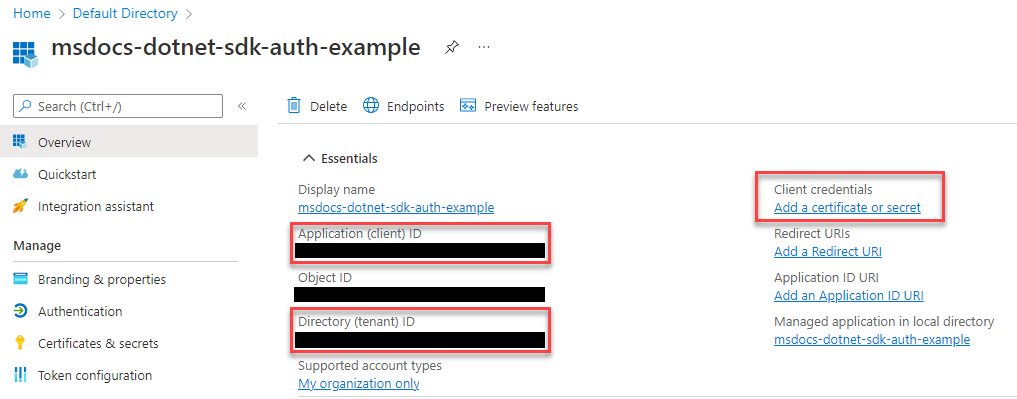 Home > Default Directory >
msdocs-dotnet-sdk-auth-example
Search (Ctrl+/)
«
Overview
Quickstart
Integration assistant
Manage
Branding & properties
Authentication
Certificates & secrets
Token configuration
Delete
Endpoints
Preview features
Essentials
Display name
msdocs-dotnet-sdk-auth-example
Application (client) ID
Object ID
Directory (tenant) ID
Supported account types
My organization only
Client credentials
Add a certificate or secret
Redirect URIs
Add a Redirect URI
Application ID URI
Add an Application ID URI
Managed application in local directory
msdocs-dotnet-sdk-auth-example